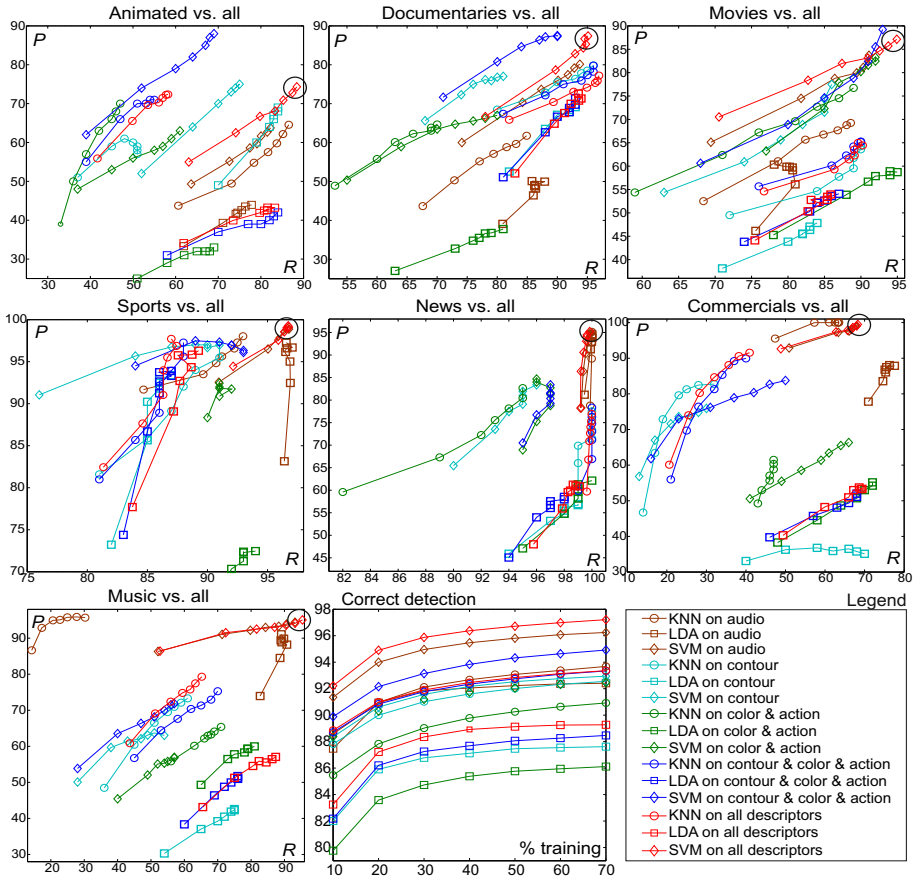 Animated vs. all
Documentaries vs. all
Movies vs. all
90
80
70
60
50
40
30
P
R
30 40 50 60 70 80 90
90
80
70
60
50
40
30
P
R
55 60 65 70 75 80 85 90 95
90
85
80
75
70
65
60
55
50
45
40
P
R
60 65 70 75 80 85 90 95
Sports vs. all
News vs. all
Commercials vs. all
100
95
90
85
80
75
70
P
R
75 80 85 90 95
95
90
85
80
75
70
65
60
55
50
45
P
R
82 84 86 88 90 92 94 96 98 100
100
90
80
70
60
50
40
30
P
R
10 20 30 40 50 60 70 80
Music vs. all
Correct detection
Legend
100
90
80
70
60
50
40
30
P
R
20 30 40 50 60 70 80 90
98
96
94
92
90
88
86
84
82
80
% training
10 20 30 40 50 60 70
KNN on audio
LDA on audio
SVM on audio
KNN on contour
LDA on contour
SVM on contour
KNN on color & action
LDA on color & action
SVM on color & action
KNN on contour & color & action
LDA on contour & color & action
SVM on contour & color & action
KNN on all descriptors
LDA on all descriptors
SVM on all descriptors